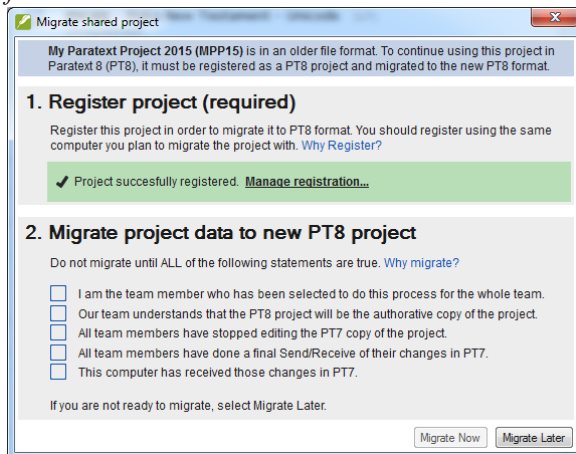 Migrate shared project
My Paratext Project 2015 (MPP15) is in an older file format. To continue using this project in
Paratext 8 (PT8), it must be registered as a PT8 project and migrated to the new PT8 format.
1. Register project (required)
Register this project in order to migrate it to PT8 format. You should register using the same
computer you plan to migrate the project with. Why Register?
✔ Project succesfully registered. Manage registration...
2. Migrate project data to new PT8 project
Do not migrate until ALL of the following statements are true. Why migrate?
I am the team member who has been selected to do this process for the whole team.
Our team understands that the PT8 project will be the authorative copy of the project.
All team members have stopped editing the PT7 copy of the project.
All team members have done a final Send/Receive of their changes in PT7.
This computer has received those changes in PT7.
If you are not ready to migrate, select Migrate Later.
Migrate Now Migrate Later